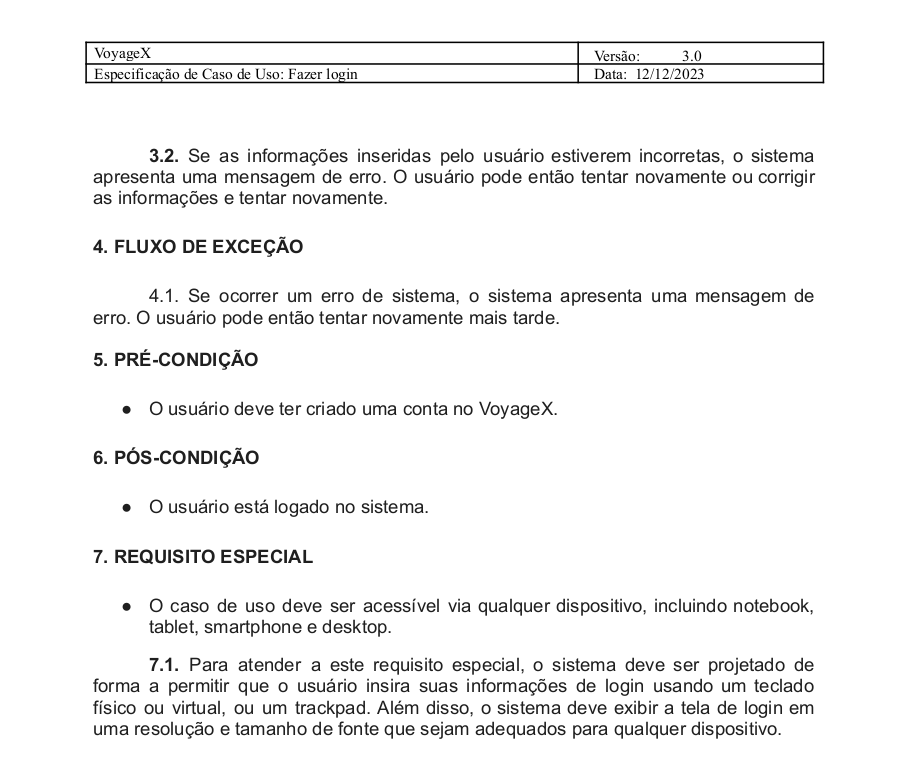 VoyageX
Versão: 3.0
Especificação de Caso de Uso: Fazer login
Data: 12/12/2023
3.2. Se as informações inseridas pelo usuário estiverem incorretas, o sistema
apresenta uma mensagem de erro. O usuário pode então tentar novamente ou corrigir
as informações e tentar novamente.
4. FLUXO DE EXCEÇÃO
4.1. Se ocorrer um erro de sistema, o sistema apresenta uma mensagem de
erro. O usuário pode então tentar novamente mais tarde.
5. PRÉ-CONDIÇÃO
● O usuário deve ter criado uma conta no VoyageX.
6. PÓS-CONDIÇÃO
● O usuário está logado no sistema.
7. REQUISITO ESPECIAL
● O caso de uso deve ser acessível via qualquer dispositivo, incluindo notebook,
tablet, smartphone e desktop.
7.1. Para atender a este requisito especial, o sistema deve ser projetado de
forma a permitir que o usuário insira suas informações de login usando um teclado
físico ou virtual, ou um trackpad. Além disso, o sistema deve exibir a tela de login em
uma resolução e tamanho de fonte que sejam adequados para qualquer dispositivo.